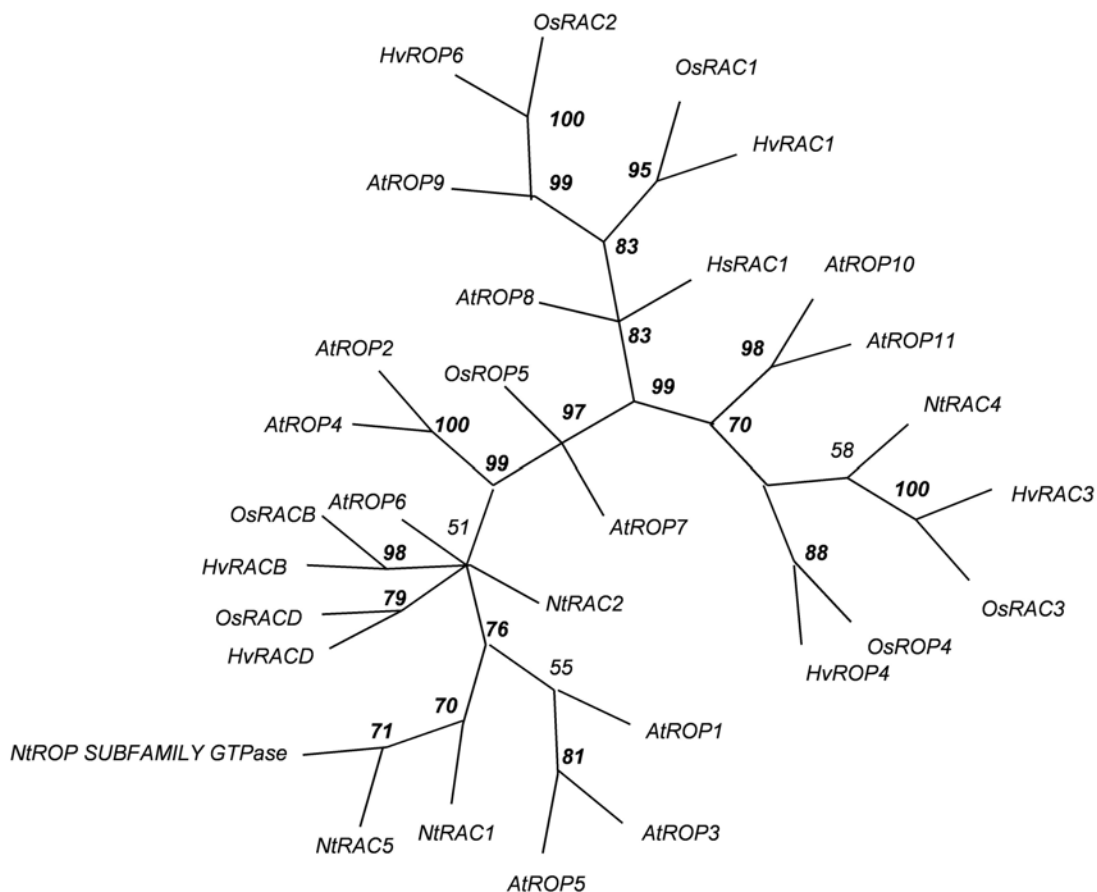 OsRAC2
HvROP6
OsRAC1
100
HvRAC1
95
AtROP9
99
83
HsRAC1
AtROP10
AtROP8
83
AtROP11
98
AtROP2
OsROP5
99
NtRAC4
97
70
AtROP4
100
58
99
100
HvRAC3
AtROP6
OsRACB
51
AtROP7
98
88
HvRACB
79
NtRAC2
OsRAC3
OsRACD
76
OsROP4
HvRACD
55
HvROP4
70
AtROP1
71
NtROP SUBFAMILY GTPase
81
NtRAC1
AtROP3
NtRAC5
AtROP5